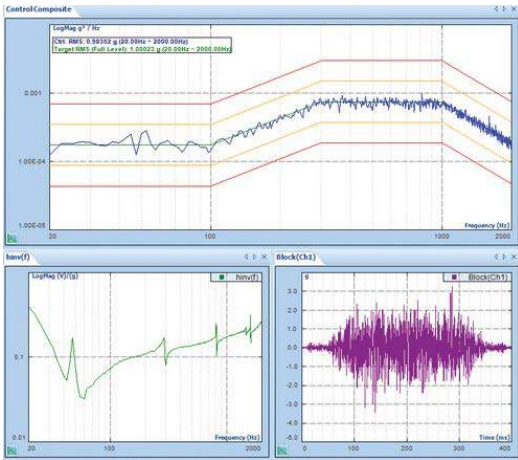 ControlComposite
LogMag g² / Hz
Ctrl. RMS: 0.98352 g (20.00Hz ~ 2000.00Hz)
Target RMS (Full Level): 1.00023 g (20.00Hz ~ 2000.00Hz)
0.001
1.00E-04
1.00E-05
Frequency (Hz)
20 100 1000 2000
hinv(f)
LogMag (V)/(g)
hinv(f)
0.1
0.01
Frequency (Hz)
20 100 2000
Block(Ch1)
g
Block(Ch1)
3.0
2.0
1.0
0.0
-1.0
-2.0
-3.0
-4.0
-5.0
Time (ms)
0 100 200 300 400